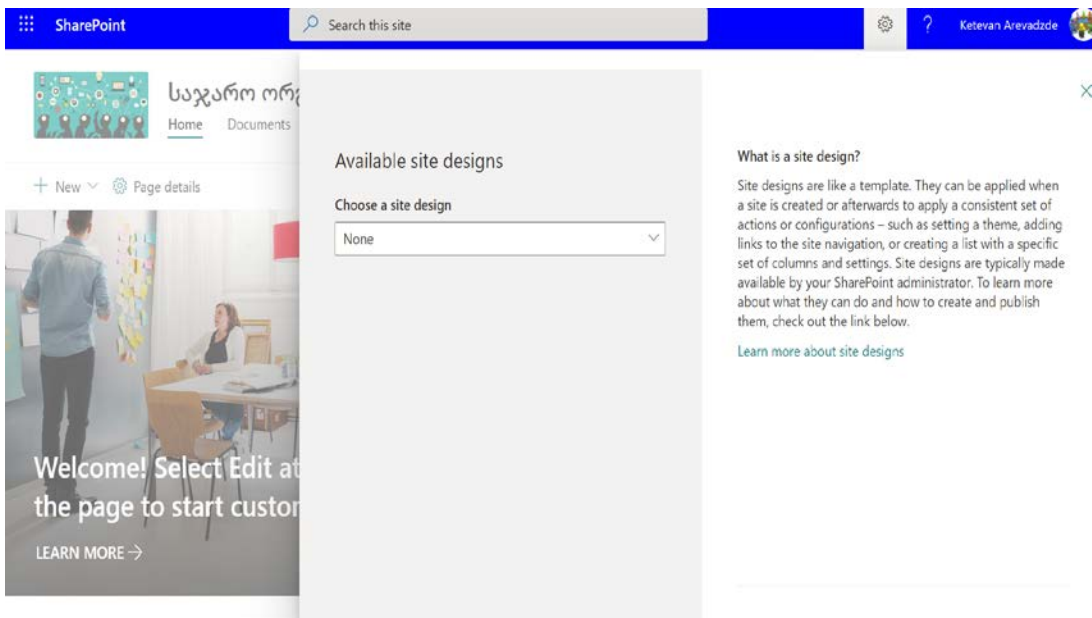 SharePoint
Search this site
?
Ketevan Arevadzde
საჯარო
Home Documents
+ New Page details
Welcome! Select Edit at
the page to start custor
LEARN MORE →
Available site designs
Choose a site design
None
What is a site design?
Site designs are like a template. They can be applied when
a site is created or afterwards to apply a consistent set of
actions or configurations – such as setting a theme, adding
links to the site navigation, or creating a list with a specific
set of columns and settings. Site designs are typically made
available by your SharePoint administrator. To learn more
about what they can do and how to create and publish
them, check out the link below.
Learn more about site designs